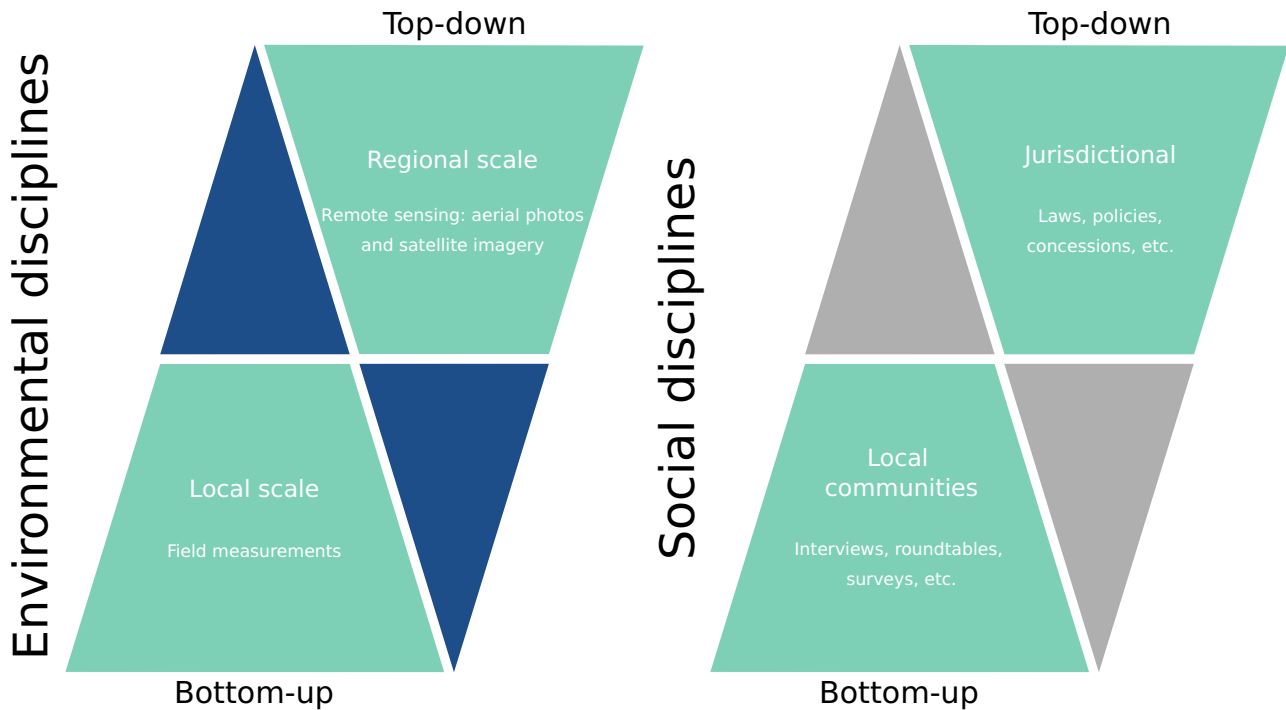 Environmental disciplines
Top-down
Regional scale
Remote sensing: aerial photos
and satellite imagery
Local scale
Field measurements
Bottom-up
Social disciplines
Top-down
Jurisdictional
Laws, policies,
concessions, etc.
Local
communities
Interviews, roundtables,
surveys, etc.
Bottom-up